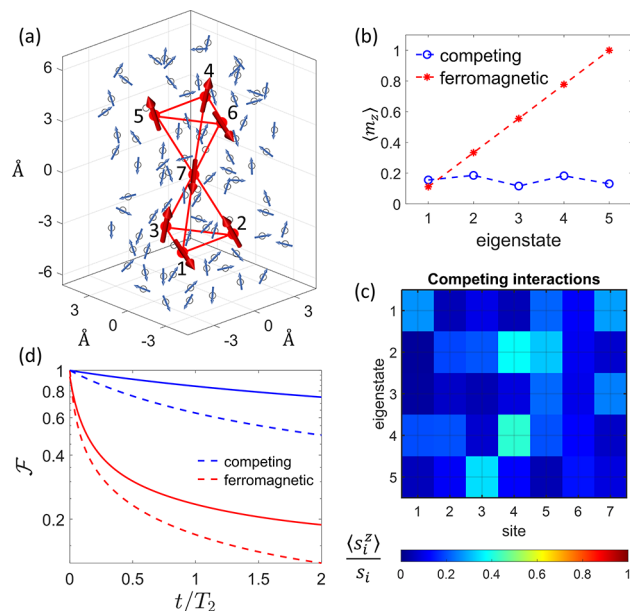 (a)
6
3
0
-3
-6
Å
4
5
6
7
3
2
1
3
0
-3
Å
-3
0
3
Å
(b)
1
0.8
0.6
0.4
0.2
0
⟨m_z⟩
competing
ferromagnetic
1 2 3 4 5
eigenstate
Competing interactions
(c)
1
2
3
4
5
eigenstate
1 2 3 4 5 6 7
site
⟨s_i^z⟩
s_i
0 0.2 0.4 0.6 0.8 1
(d)
1
0.8
0.6
0.4
0.2
ℱ
competing
ferromagnetic
0 0.5 1.0 1.5 2
t/T_2